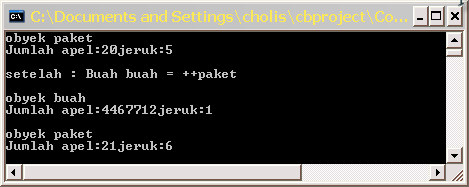 C:\Documents and Settings\cholis\cbproject\Co...
obyek paket
Jumlah apel:20jeruk:5
setelah : Buah buah = ++paket
obyek buah
Jumlah apel:4467712jeruk:1
obyek paket
Jumlah apel:21jeruk:6